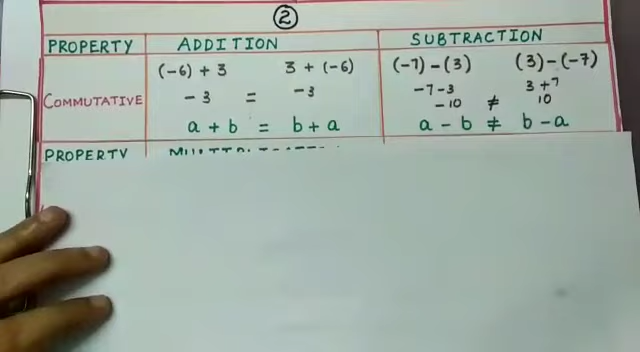 ②
PROPERTY ADDITION SUBTRACTION
(-6) + 3 3 + (-6) (-7) - (3) (3) - (-7)
COMMUTATIVE - 3 = - 3 -7 - 3 3 + 7
-10 ≠ 10
a + b = b + a a - b ≠ b - a
PROPERTY